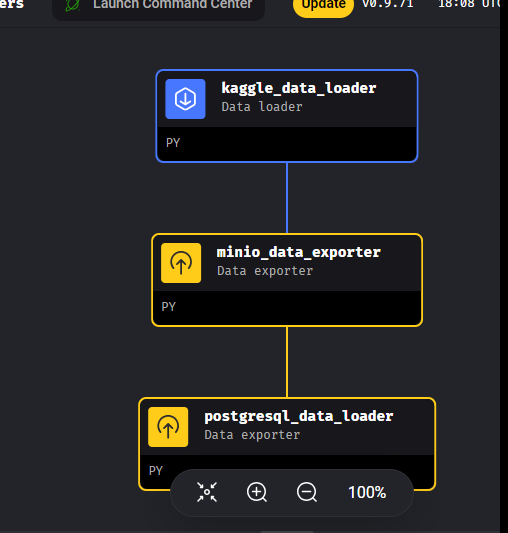 ers Launch Command Center Update v0.9.71 18:08 UTC
kaggle_data_loader
Data loader
PY
minio_data_exporter
Data exporter
PY
postgresql_data_loader
Data exporter
PY
100%